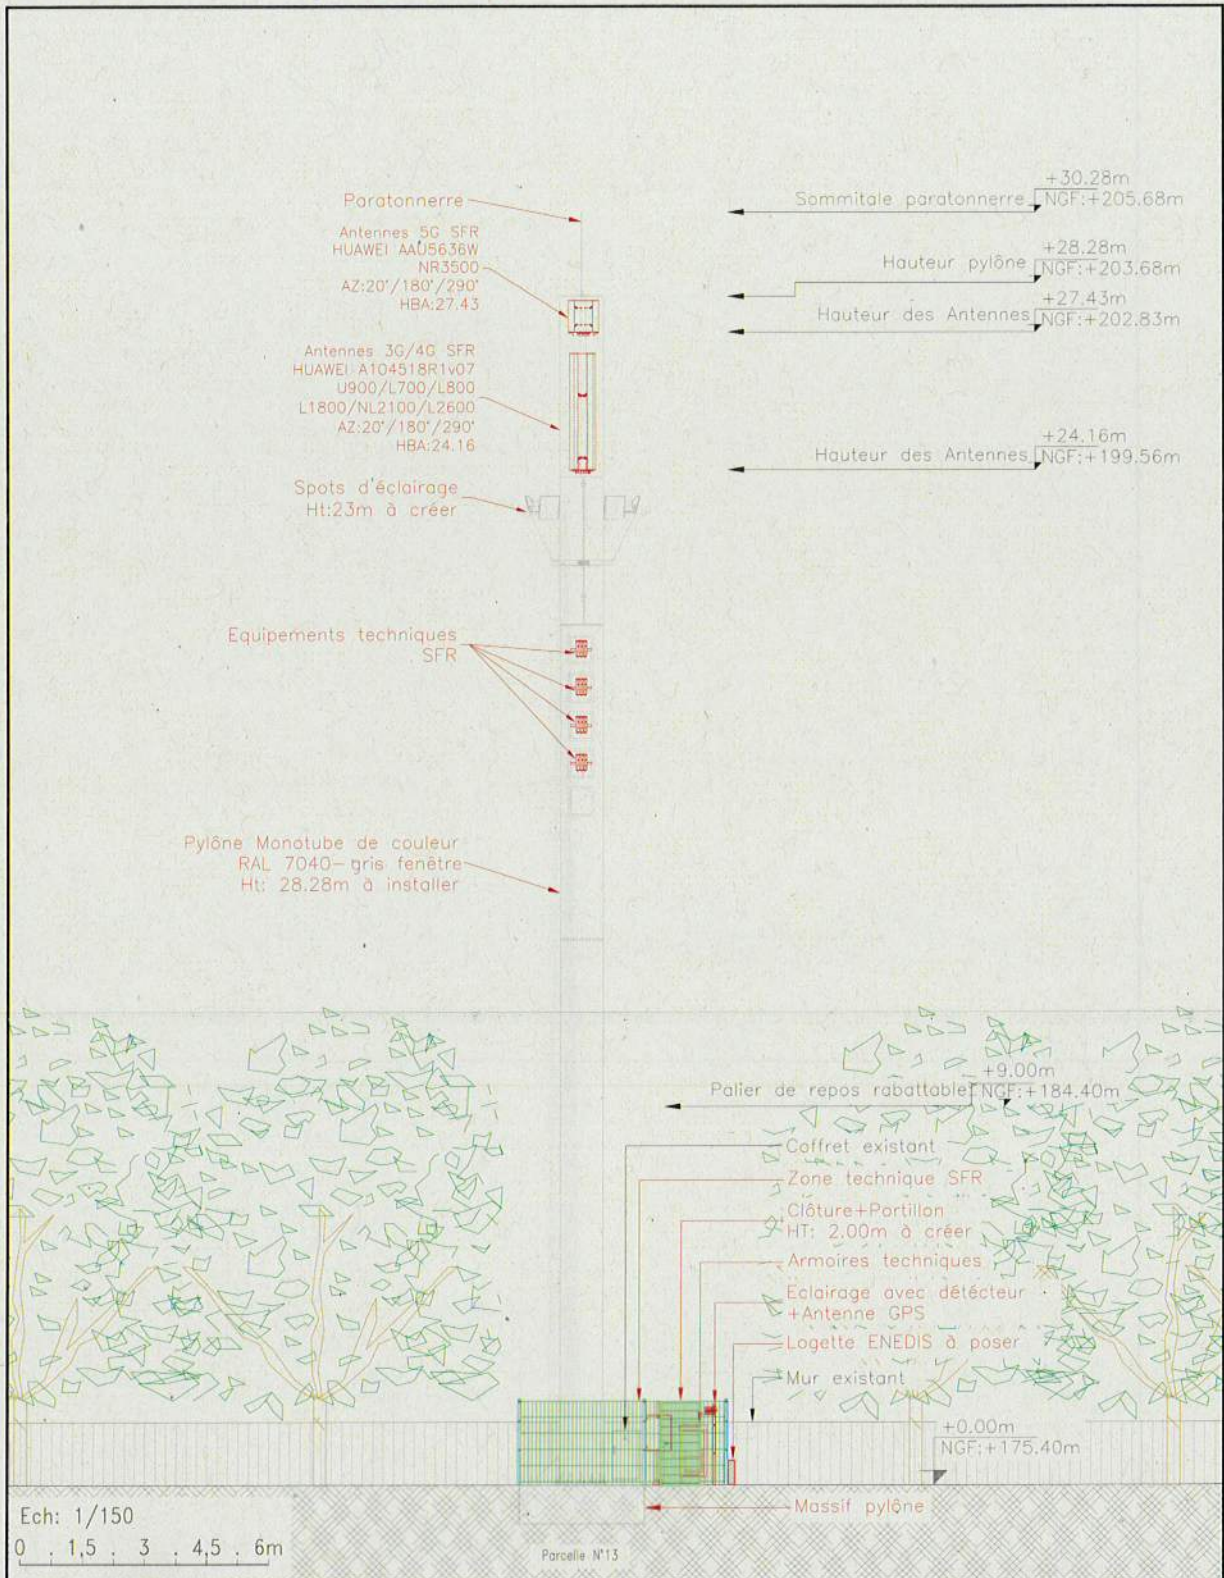 +30.28m
Sommitale paratonnerre NGF:+205.68m
Paratonnerre
Antennes 5G SFR
HUAWEI AAU5636W
NR3500
AZ:20°/180°/290°
HBA:27.43
+28.28m
Hauteur pylône NGF:+203.68m
+27.43m
Hauteur des Antennes NGF:+202.83m
Antennes 3G/4G SFR
HUAWEI A104518R1v07
U900/L700/L800
L1800/NL2100/L2600
AZ:20°/180°/290°
HBA:24.16
+24.16m
Hauteur des Antennes NGF:+199.56m
Spots d'éclairage
Ht:23m à créer
Equipements techniques
SFR
Pylône Monotube de couleur
RAL 7040-gris fenêtre
Ht: 28.28m à installer
+9.00m
Palier de repos rabattable NGF:+184.40m
Coffret existant
Zone technique SFR
Clôture+Portillon
HT: 2.00m à créer
Armoires techniques
Eclairage avec détécteur
+Antenne GPS
Logette ENEDIS à poser
Mur existant
+0.00m
NGF:+175.40m
Massif pylône
Ech: 1/150
0 . 1,5 . 3 . 4,5 . 6m
Parcelle N°13